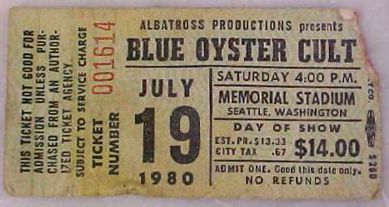 THIS TICKET NOT GOOD FOR
ADMISSION UNLESS PUR-
CHASED FROM AN AUTHOR-
IZED TICKET AGENCY.
SUBJECT TO SERVICE CHARGE
TICKET NUMBER
001614
JULY
19
1980
ALBATROSS PRODUCTIONS presents
BLUE OYSTER CULT
SATURDAY 4:00 P.M.
MEMORIAL STADIUM
SEATTLE, WASHINGTON
DAY OF SHOW
EST. PR. $13.33
CITY TAX .67
$14.00
ADMIT ONE. Good this date only.
NO REFUNDS